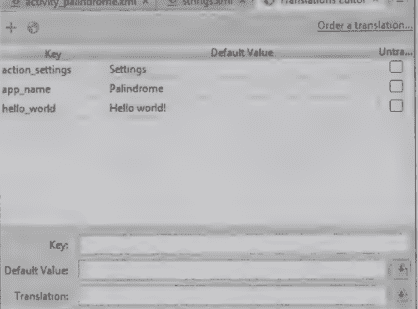 activity_palindrome.xml × strings.xml × Translations Editor ×
Order a translation...
Key Default Value Untra...
action_settings Settings
app_name Palindrome
hello_world Hello world!
Key:
Default Value:
Translation: